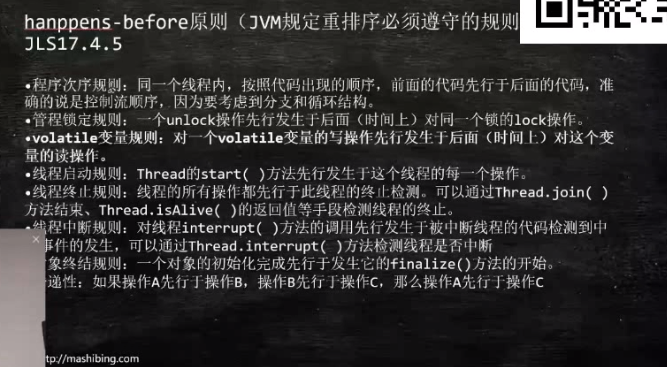 hanppens-before原则（JVM规定重排序必须遵守的规则
JLS17.4.5
•程序次序规则：同一个线程内，按照代码出现的顺序，前面的代码先行于后面的代码，准
确的说是控制流顺序，因为要考虑到分支和循环结构。
•管程锁定规则：一个unlock操作先行发生于后面（时间上）对同一个锁的lock操作。
•volatile变量规则：对一个volatile变量的写操作先行发生于后面（时间上）对这个变
量的读操作。
•线程启动规则：Thread的start( )方法先行发生于这个线程的每一个操作。
•线程终止规则：线程的所有操作都先行于此线程的终止检测。可以通过Thread.join( )
方法结束、Thread.isAlive( )的返回值等手段检测线程的终止。
•线程中断规则：对线程interrupt( )方法的调用先行发生于被中断线程的代码检测到中
事件的发生，可以通过Thread.interrupt( )方法检测线程是否中断
象终结规则：一个对象的初始化完成先行于发生它的finalize()方法的开始。
递性：如果操作A先行于操作B，操作B先行于操作C，那么操作A先行于操作C
ttp://mashibing.com